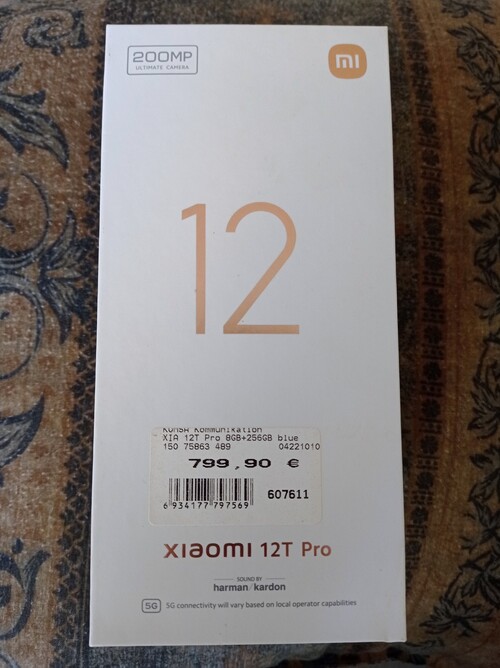 200MP
ULTIMATE CAMERA
mi
12
KOMSA Kommunikation
XIA 12T Pro 8GB+256GB blue
150 75863 489 04221010
799,90 €
6 934177 797569
607611
XIAOMI 12T Pro
SOUND BY
harman/kardon
5G 5G connectivity will vary based on local operator capabilities